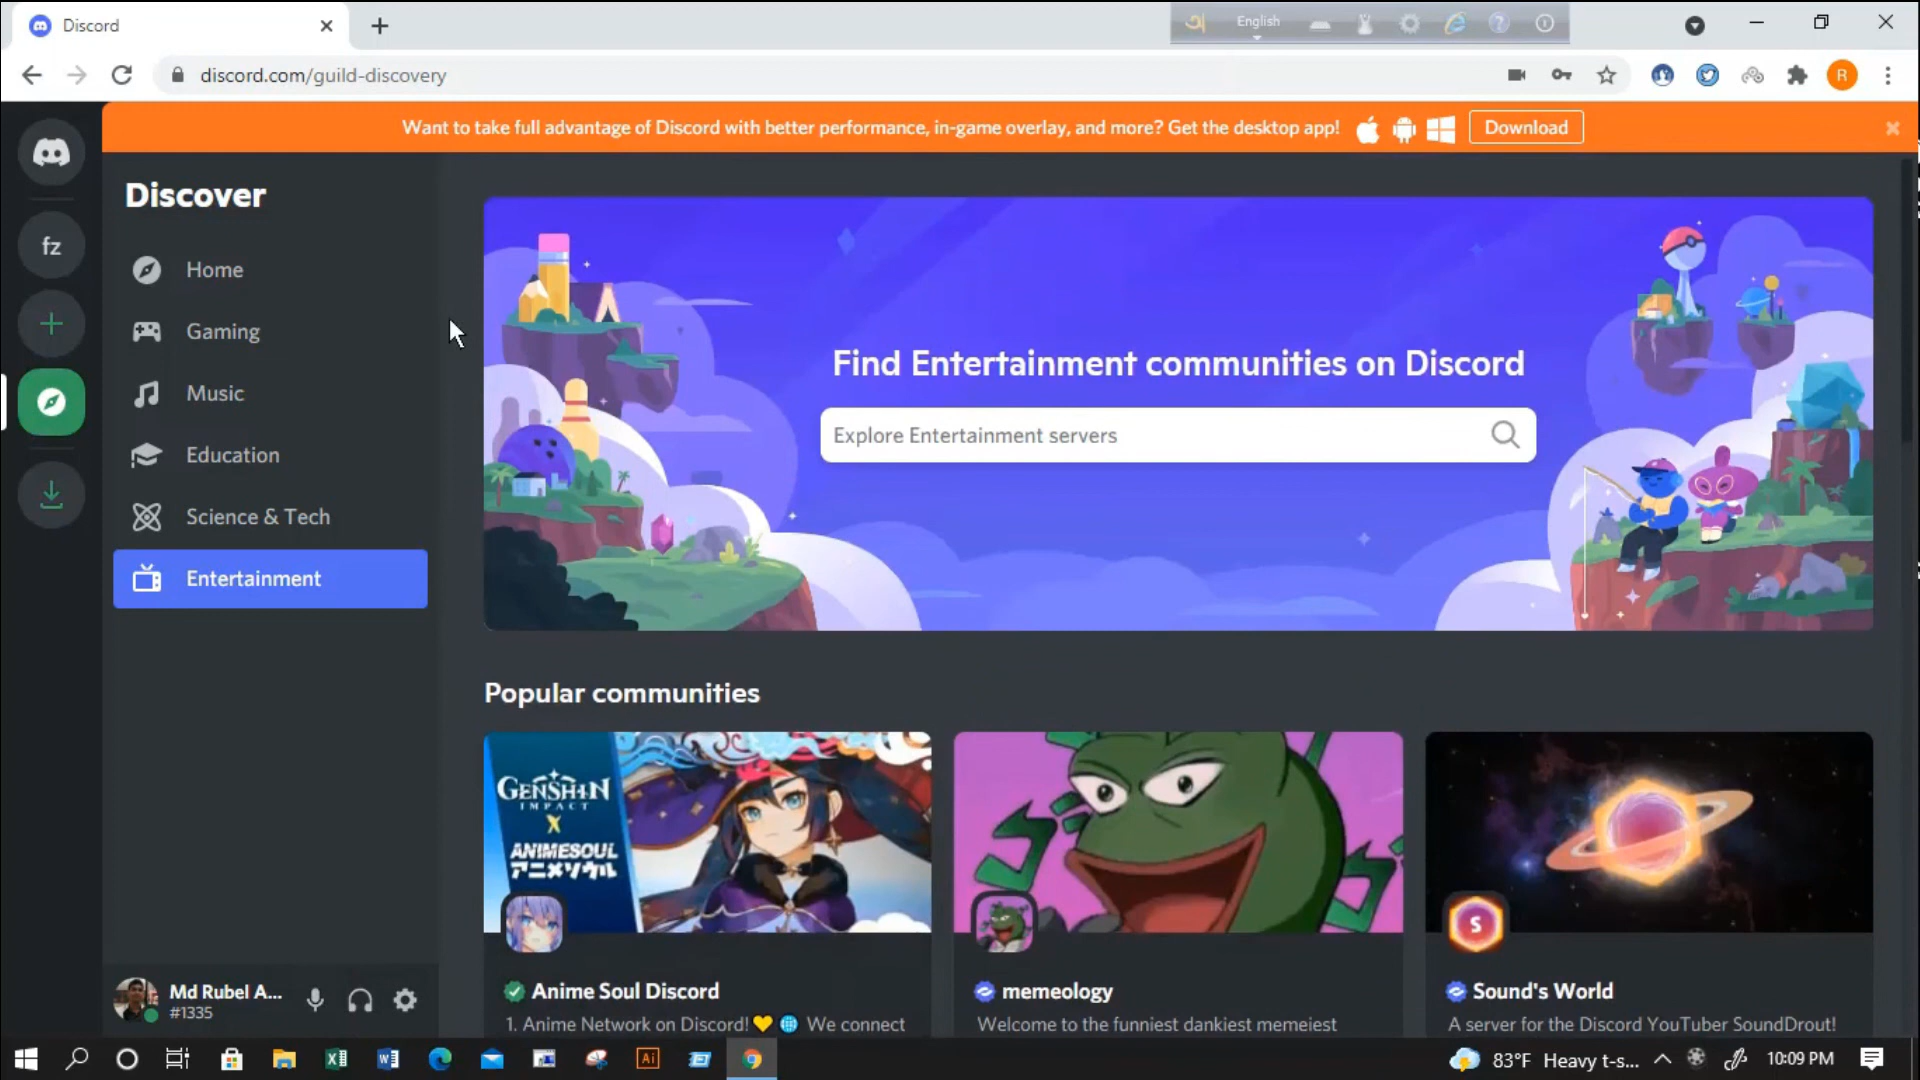 Discord
অ English
discord.com/guild-discovery
R
Want to take full advantage of Discord with better performance, in-game overlay, and more? Get the desktop app!
Download
Discover
fz
Home
Gaming
Music
Education
Science & Tech
Entertainment
Find Entertainment communities on Discord
Explore Entertainment servers
Popular communities
GENSHIN
IMPACT
X
ANIMESOUL
アニメソウル
S
Anime Soul Discord
1. Anime Network on Discord! 💛 🌐 We connect
memeology
Welcome to the funniest dankiest memeiest
Sound's World
A server for the Discord YouTuber SoundDrout!
Md Rubel A...
#1335
Ai
83°F Heavy t-s...
10:09 PM